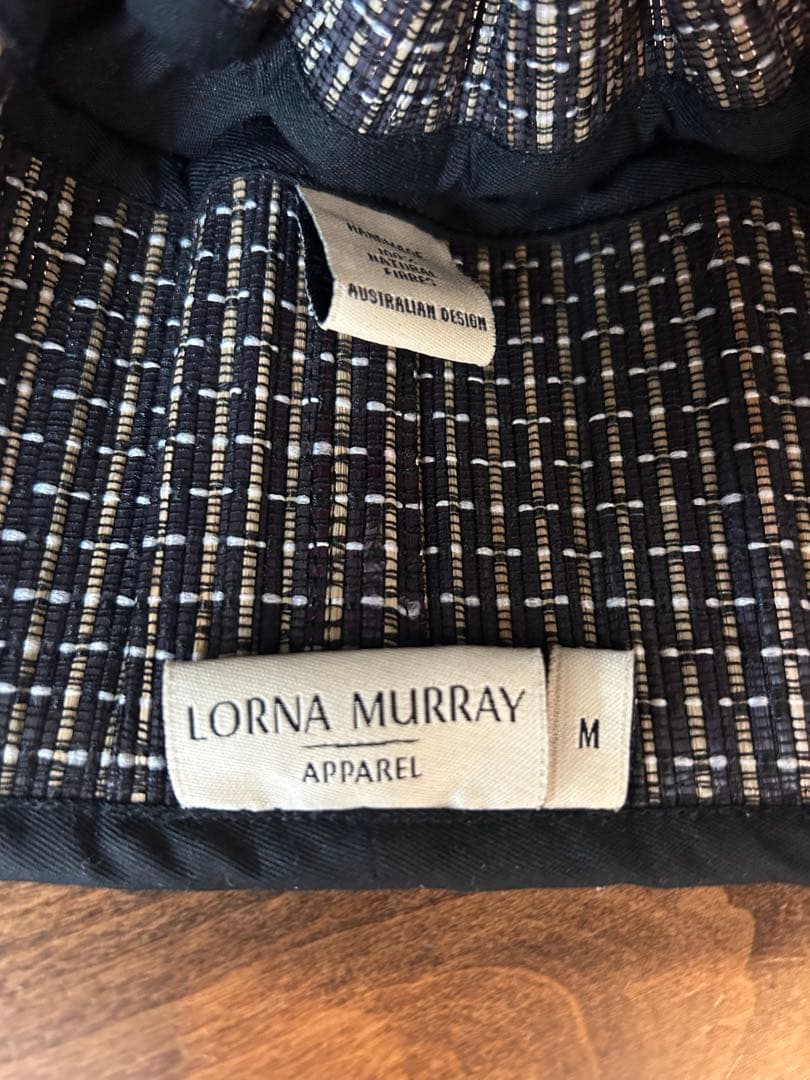 HANDMADE
100%
NATURAL
FIBRES
AUSTRALIAN DESIGN
LORNA MURRAY
APPAREL
M